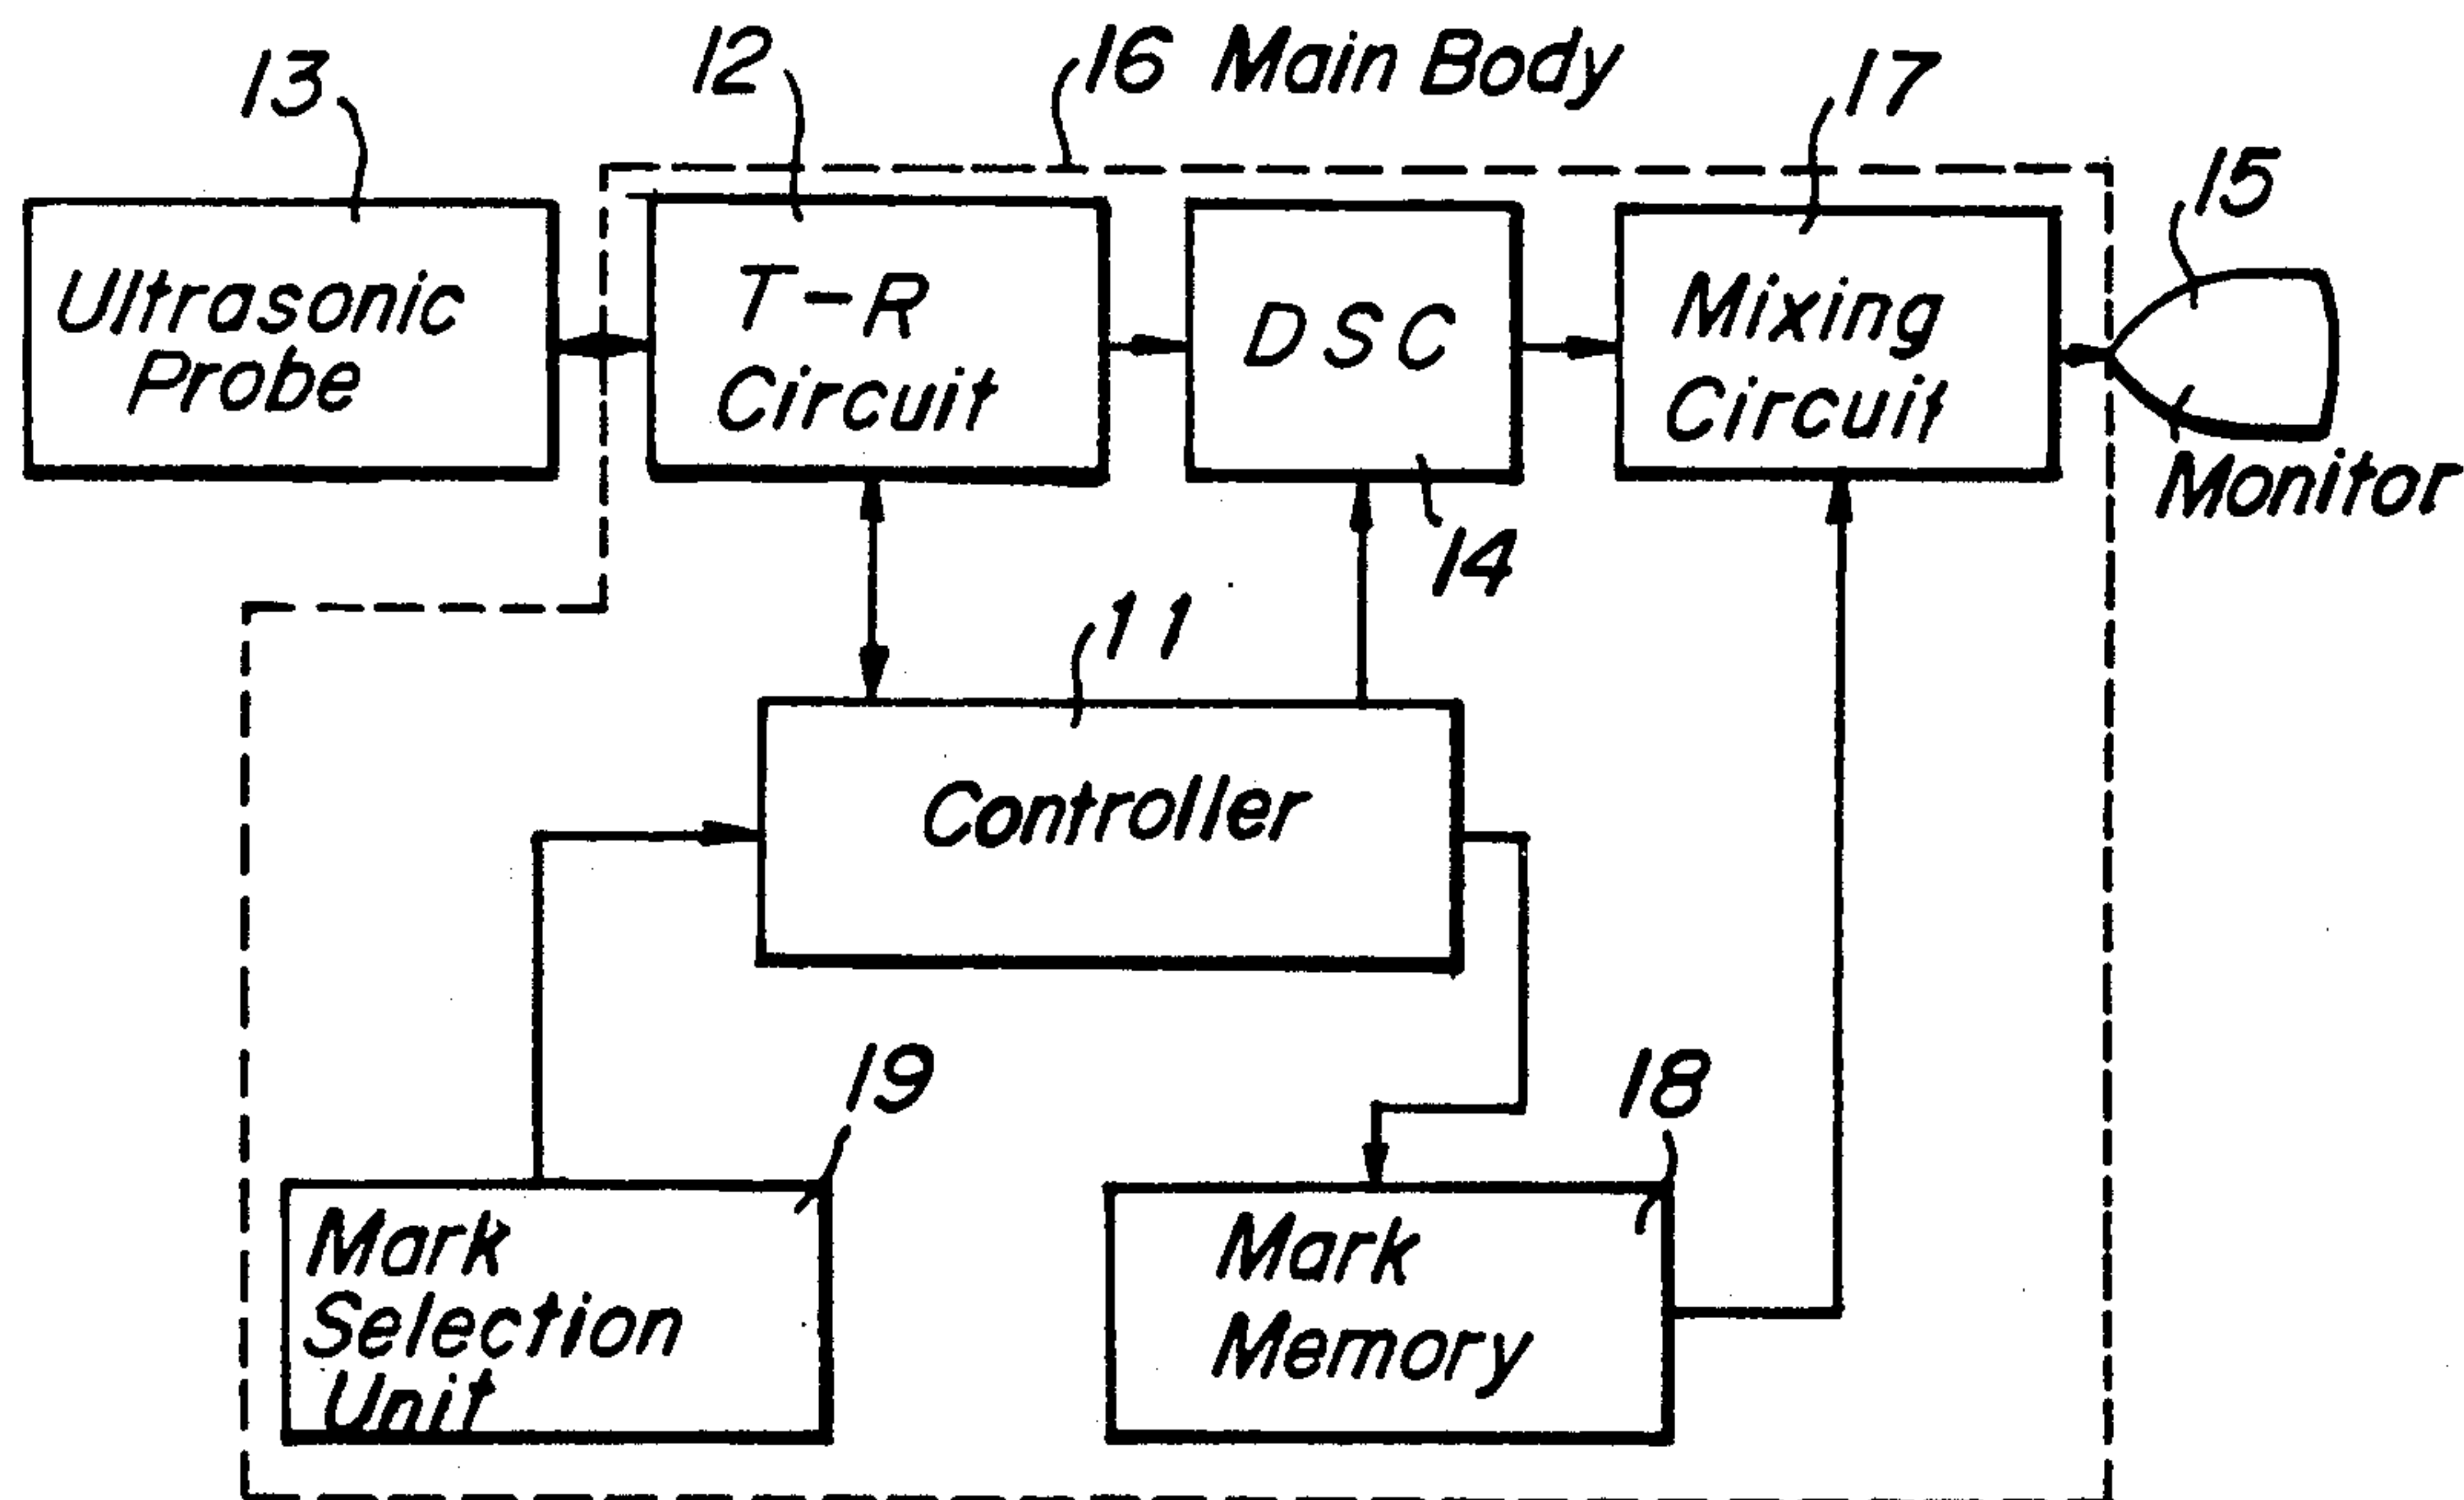 13
12
16 Main Body
17
15
Ultrasonic
Probe
T-R
Circuit
DSC
Mixing
Circuit
Monitor
14
11
Controller
19
18
Mark
Selection
Unit
Mark
Memory